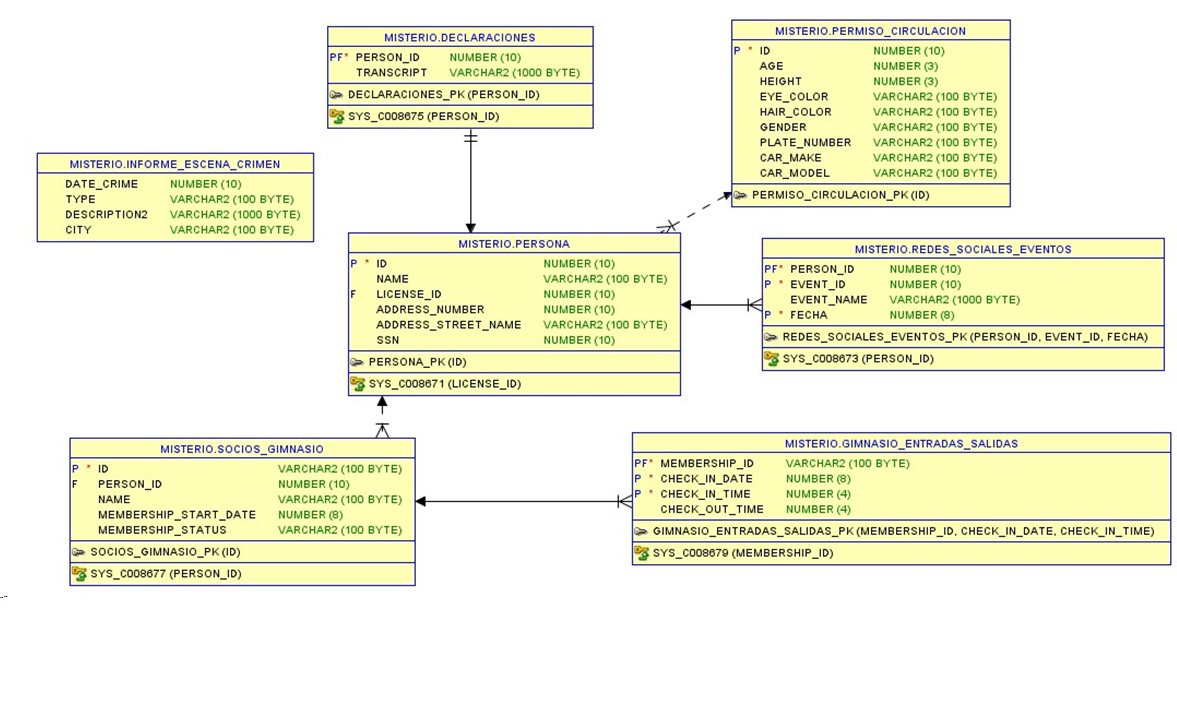 MISTERIO.DECLARACIONES
PF* PERSON_ID NUMBER (10)
TRANSCRIPT VARCHAR2 (1000 BYTE)
DECLARACIONES_PK (PERSON_ID)
SYS_C008675 (PERSON_ID)
MISTERIO.PERMISO_CIRCULACION
P * ID NUMBER (10)
AGE NUMBER (3)
HEIGHT NUMBER (3)
EYE_COLOR VARCHAR2 (100 BYTE)
HAIR_COLOR VARCHAR2 (100 BYTE)
GENDER VARCHAR2 (100 BYTE)
PLATE_NUMBER VARCHAR2 (100 BYTE)
CAR_MAKE VARCHAR2 (100 BYTE)
CAR_MODEL VARCHAR2 (100 BYTE)
PERMISO_CIRCULACION_PK (ID)
MISTERIO.INFORME_ESCENA_CRIMEN
DATE_CRIME NUMBER (10)
TYPE VARCHAR2 (100 BYTE)
DESCRIPTION2 VARCHAR2 (1000 BYTE)
CITY VARCHAR2 (100 BYTE)
MISTERIO.PERSONA
P * ID NUMBER (10)
NAME VARCHAR2 (100 BYTE)
F LICENSE_ID NUMBER (10)
ADDRESS_NUMBER NUMBER (10)
ADDRESS_STREET_NAME VARCHAR2 (100 BYTE)
SSN NUMBER (10)
PERSONA_PK (ID)
SYS_C008671 (LICENSE_ID)
MISTERIO.REDES_SOCIALES_EVENTOS
PF* PERSON_ID NUMBER (10)
P * EVENT_ID NUMBER (10)
EVENT_NAME VARCHAR2 (1000 BYTE)
P * FECHA NUMBER (8)
REDES_SOCIALES_EVENTOS_PK (PERSON_ID, EVENT_ID, FECHA)
SYS_C008673 (PERSON_ID)
MISTERIO.SOCIOS_GIMNASIO
P * ID VARCHAR2 (100 BYTE)
F PERSON_ID NUMBER (10)
NAME VARCHAR2 (100 BYTE)
MEMBERSHIP_START_DATE NUMBER (8)
MEMBERSHIP_STATUS VARCHAR2 (100 BYTE)
SOCIOS_GIMNASIO_PK (ID)
SYS_C008677 (PERSON_ID)
MISTERIO.GIMNASIO_ENTRADAS_SALIDAS
PF* MEMBERSHIP_ID VARCHAR2 (100 BYTE)
P * CHECK_IN_DATE NUMBER (8)
P * CHECK_IN_TIME NUMBER (4)
CHECK_OUT_TIME NUMBER (4)
GIMNASIO_ENTRADAS_SALIDAS_PK (MEMBERSHIP_ID, CHECK_IN_DATE, CHECK_IN_TIME)
SYS_C008679 (MEMBERSHIP_ID)